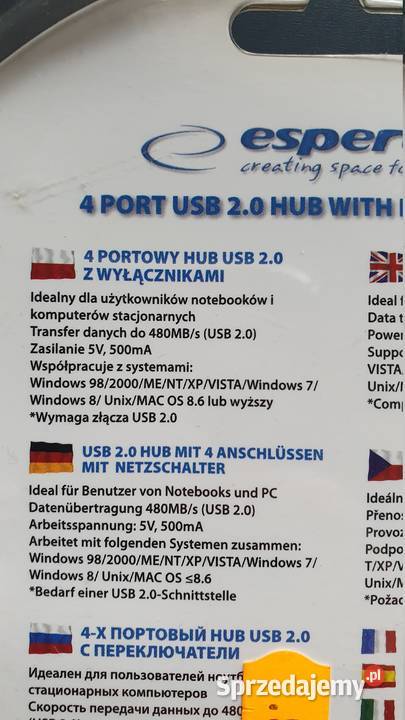 esper
creating space fo
4 PORT USB 2.0 HUB WITH
4 PORTOWY HUB USB 2.0
Z WYŁĄCZNIKAMI
Idealny dla użytkowników notebooków i
komputerów stacjonarnych
Transfer danych do 480MB/s (USB 2.0)
Zasilanie 5V, 500mA
Współpracuje z systemami:
Windows 98/2000/ME/NT/XP/VISTA/Windows 7/
Windows 8/ Unix/MAC OS 8.6 lub wyższy
*Wymaga złącza USB 2.0
USB 2.0 HUB MIT 4 ANSCHLÜSSEN
MIT NETZSCHALTER
Ideal für Benutzer von Notebooks und PC
Datenübertragung 480MB/s (USB 2.0)
Arbeitsspannung: 5V, 500mA
Arbeitet mit folgenden Systemen zusammen:
Windows 98/2000/ME/NT/XP/VISTA/Windows 7/
Windows 8/ Unix/MAC OS ≤8.6
*Bedarf einer USB 2.0-Schnittstelle
4-X ПОРТОВЫЙ HUB USB 2.0
С ПЕРЕКЛЮЧАТЕЛИ
Идеален для пользователей ноутб
стационарных компьютеров
Скорость передачи данных до 480
Ideal f
Data t
Power
Suppo
VISTA
Unix/
*Comp
Ideáln
Přeno
Provoz
Podpo
T/XP/V
Unix/M
*Požad
Sprzedajemy.pl